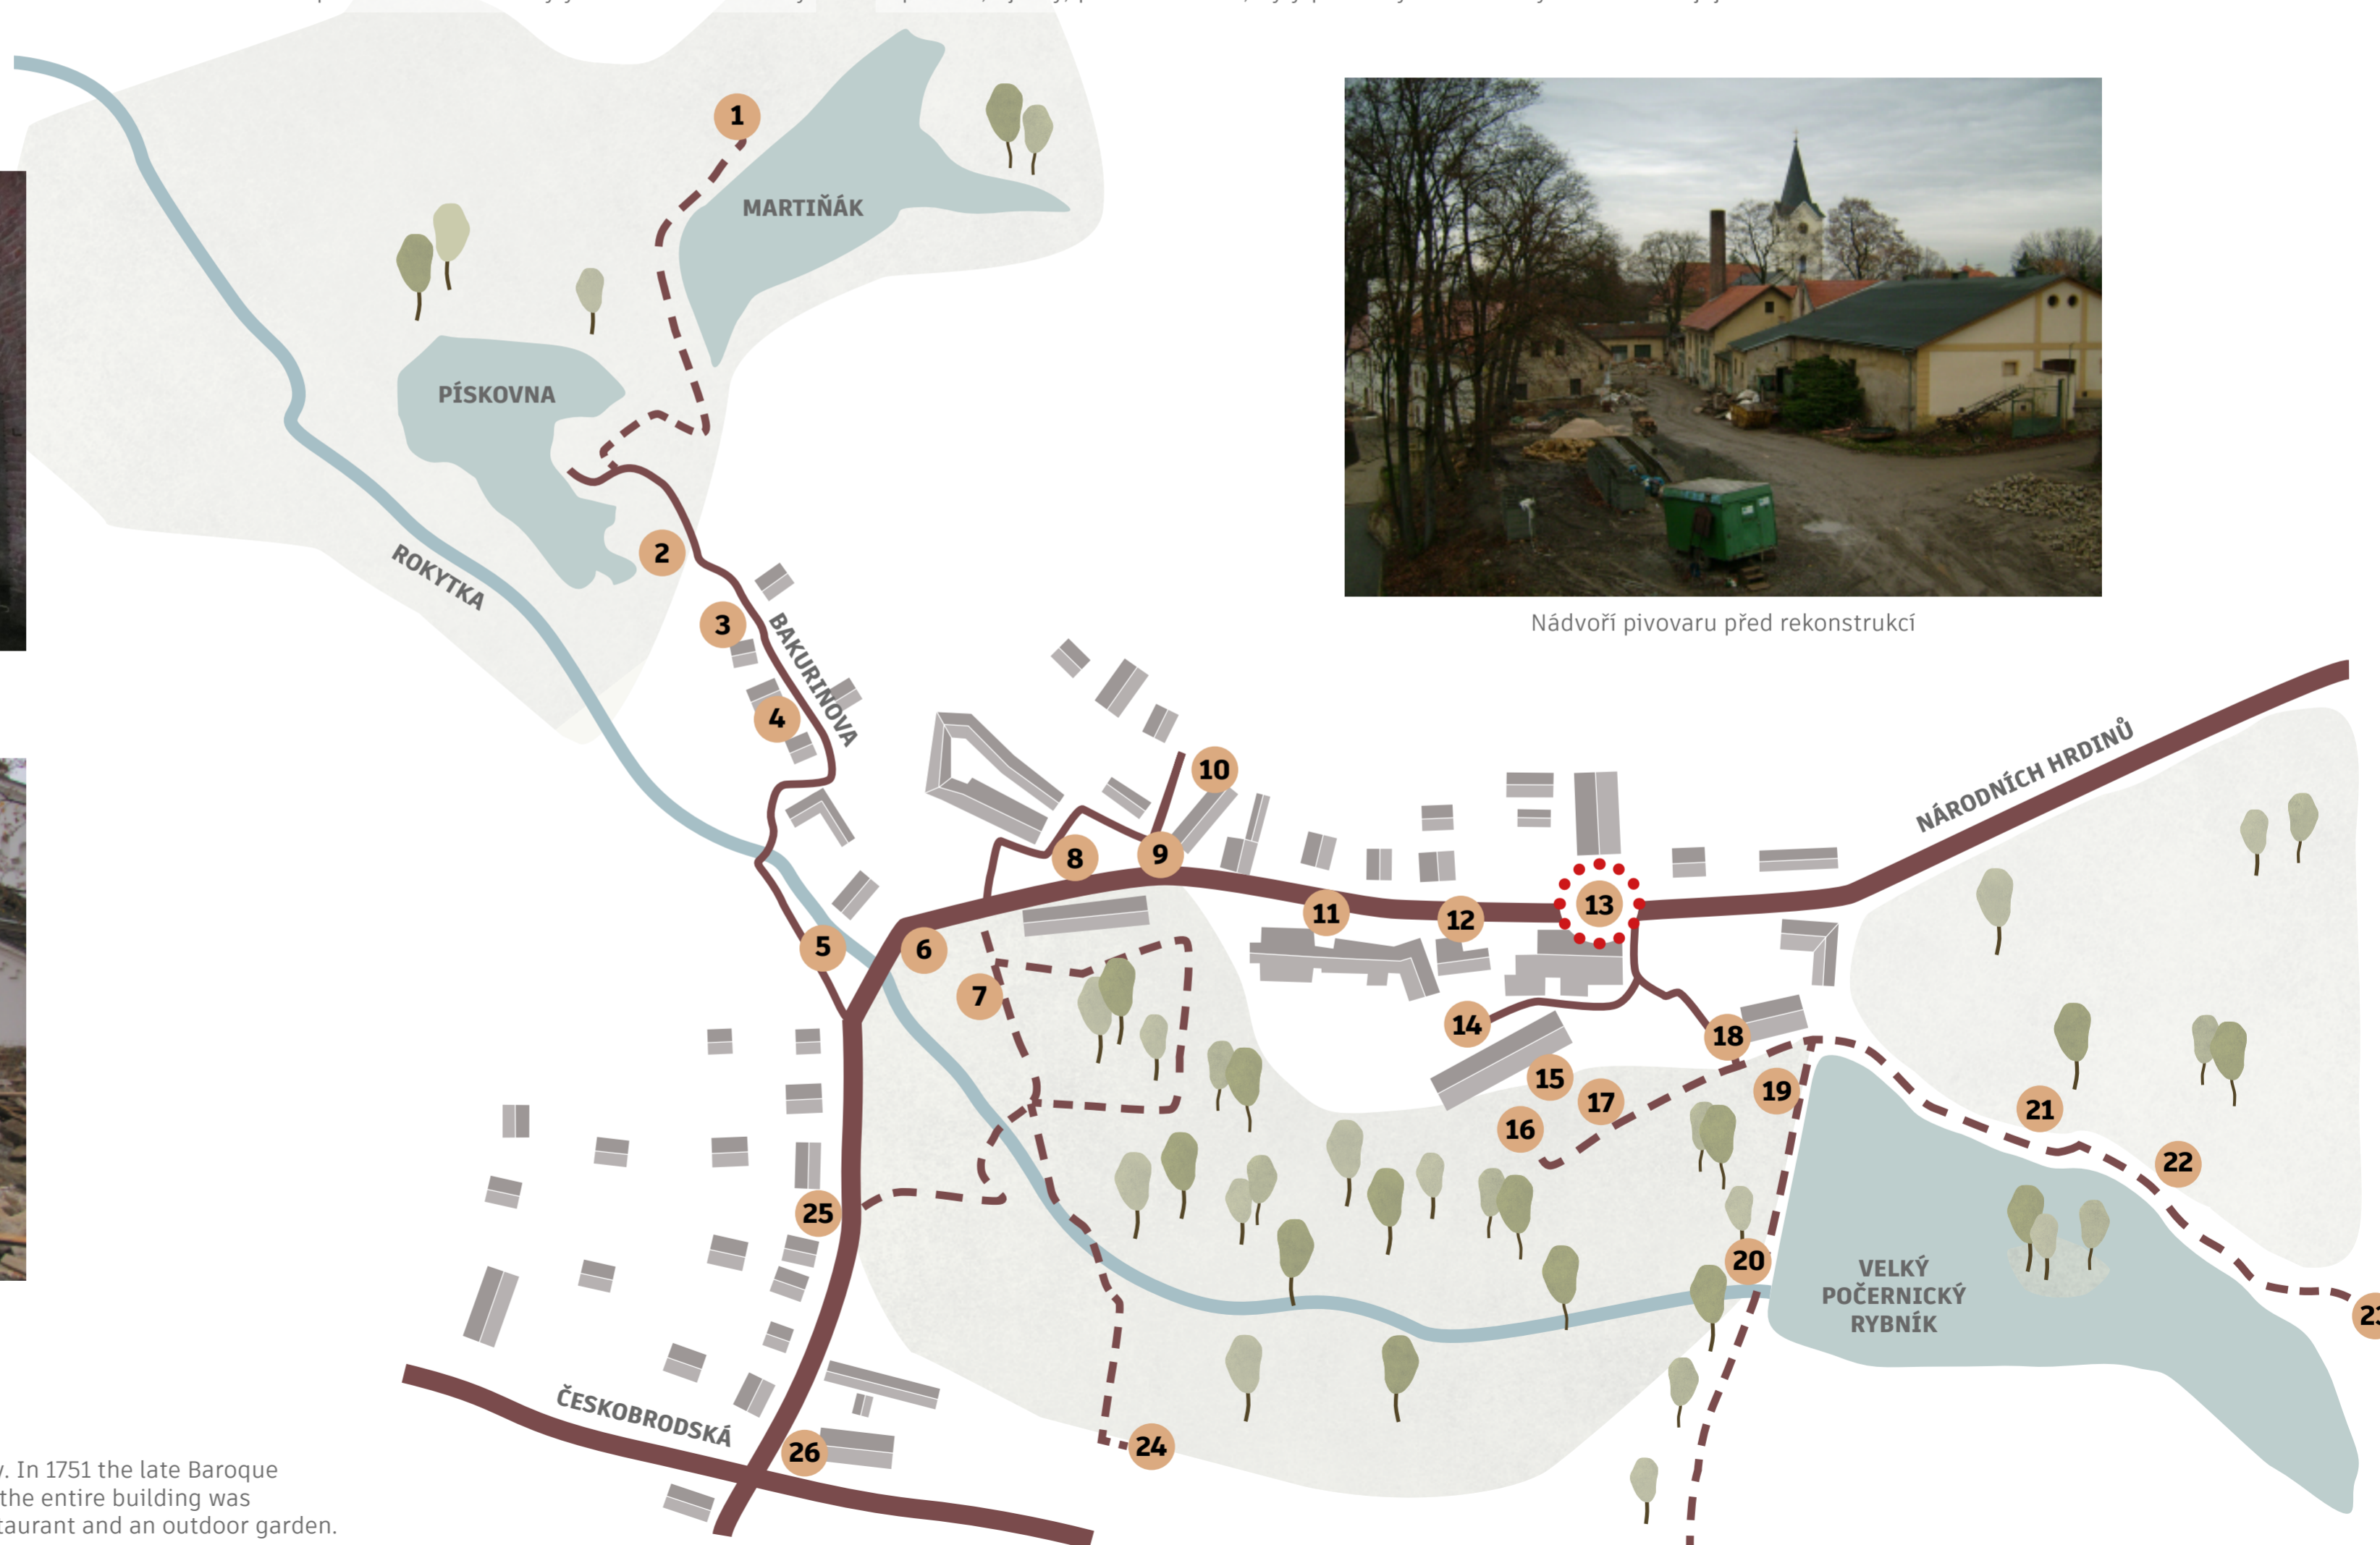 1
MARTIŇÁK
PÍSKOVNA
ROKYTKA
2
3
BAKURINOVA
4
Nádvoří pivovaru před rekonstrukcí
NÁRODNÍCH HRDINŮ
10
8
9
11
12
13
5
6
7
14
18
15
19
17
16
21
22
25
20
VELKÝ
POČERNICKÝ
RYBNÍK
23
ČESKOBRODSKÁ
24
26
In 1751 the late Baroque
the entire building was
and an outdoor garden.